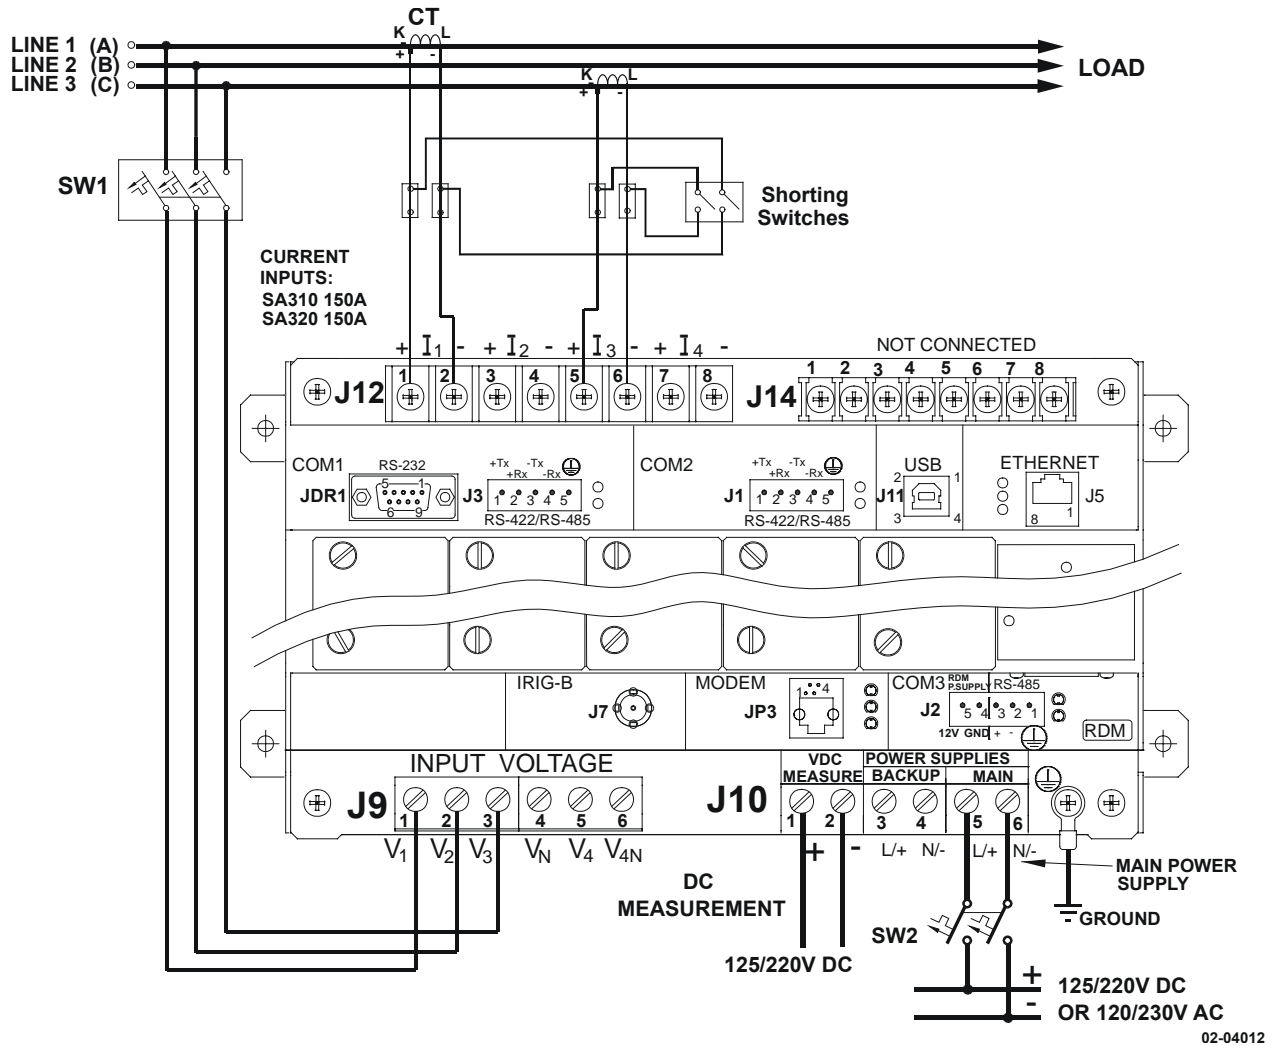 CT
K L
+ -
LINE 1 (A)
LINE 2 (B)
LINE 3 (C)
LOAD
K L
+ -
SW1
Shorting
Switches
CURRENT
INPUTS:
SA310 150A
SA320 150A
+ I1 - + I2 - + I3 - + I4 -
NOT CONNECTED
J12 1 2 3 4 5 6 7 8
J14 1 2 3 4 5 6 7 8
COM1 RS-232
JDR1 5 1 6 9
+Tx -Tx
+Rx -Rx
J3 1 2 3 4 5
RS-422/RS-485
COM2
+Tx -Tx
+Rx -Rx
J1 1 2 3 4 5
RS-422/RS-485
USB
2 1
J11
3 4
ETHERNET
J5
8 1
IRIG-B
J7
MODEM
1 4
JP3
COM3 RDM
P.SUPPLY RS-485
J2 5 4 3 2 1
12V GND + -
RDM
INPUT VOLTAGE
J9 1 2 3 4 5 6
V1 V2 V3 VN V4 V4N
VDC
MEASURE
POWER SUPPLIES
BACKUP MAIN
J10 1 2 3 4 5 6
+ - L/+ N/- L/+ N/-
MAIN POWER
SUPPLY
DC
MEASUREMENT
GROUND
SW2
125/220V DC
+
-
125/220V DC
OR 120/230V AC
02-04012